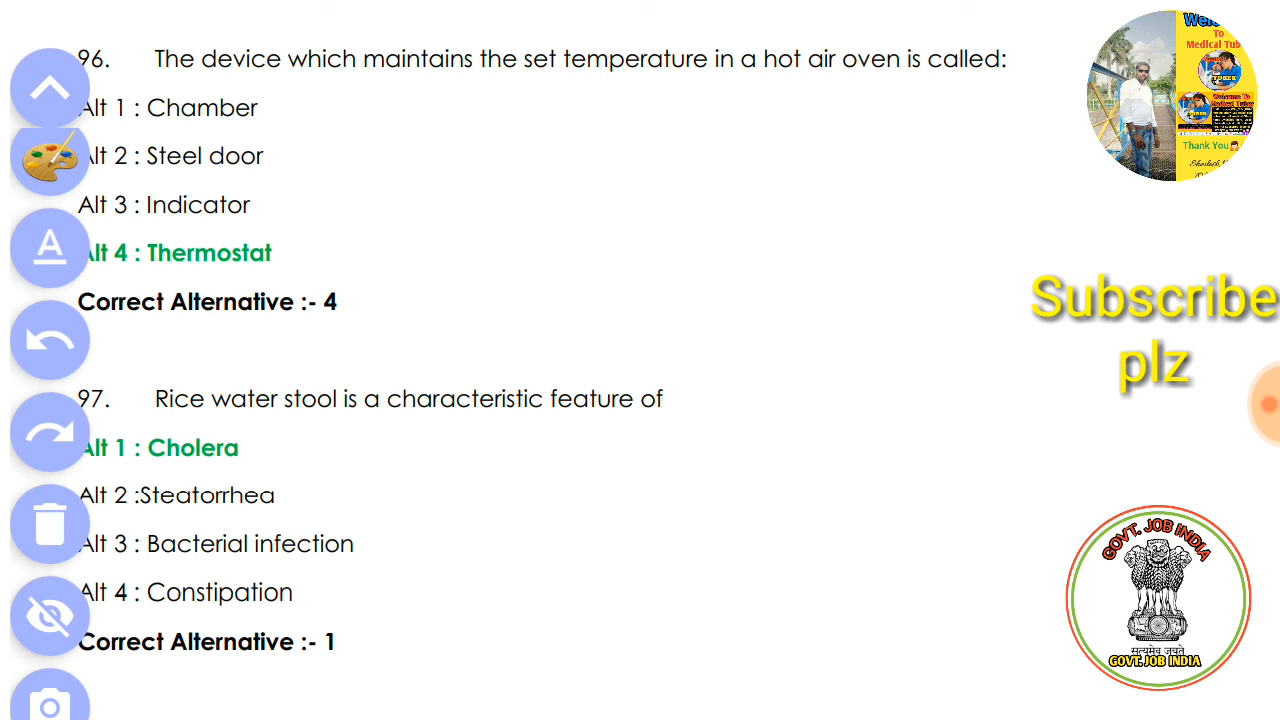 96. The device which maintains the set temperature in a hot air oven is called:
Alt 1 : Chamber
Alt 2 : Steel door
Alt 3 : Indicator
Alt 4 : Thermostat
Correct Alternative :- 4
97. Rice water stool is a characteristic feature of
Alt 1 : Cholera
Alt 2 :Steatorrhea
Alt 3 : Bacterial infection
Alt 4 : Constipation
Correct Alternative :- 1
To
Medical Tub
Thank You
Subscribe
plz
GOVT. JOB INDIA
सत्यमेव जयते
GOVT. JOB INDIA